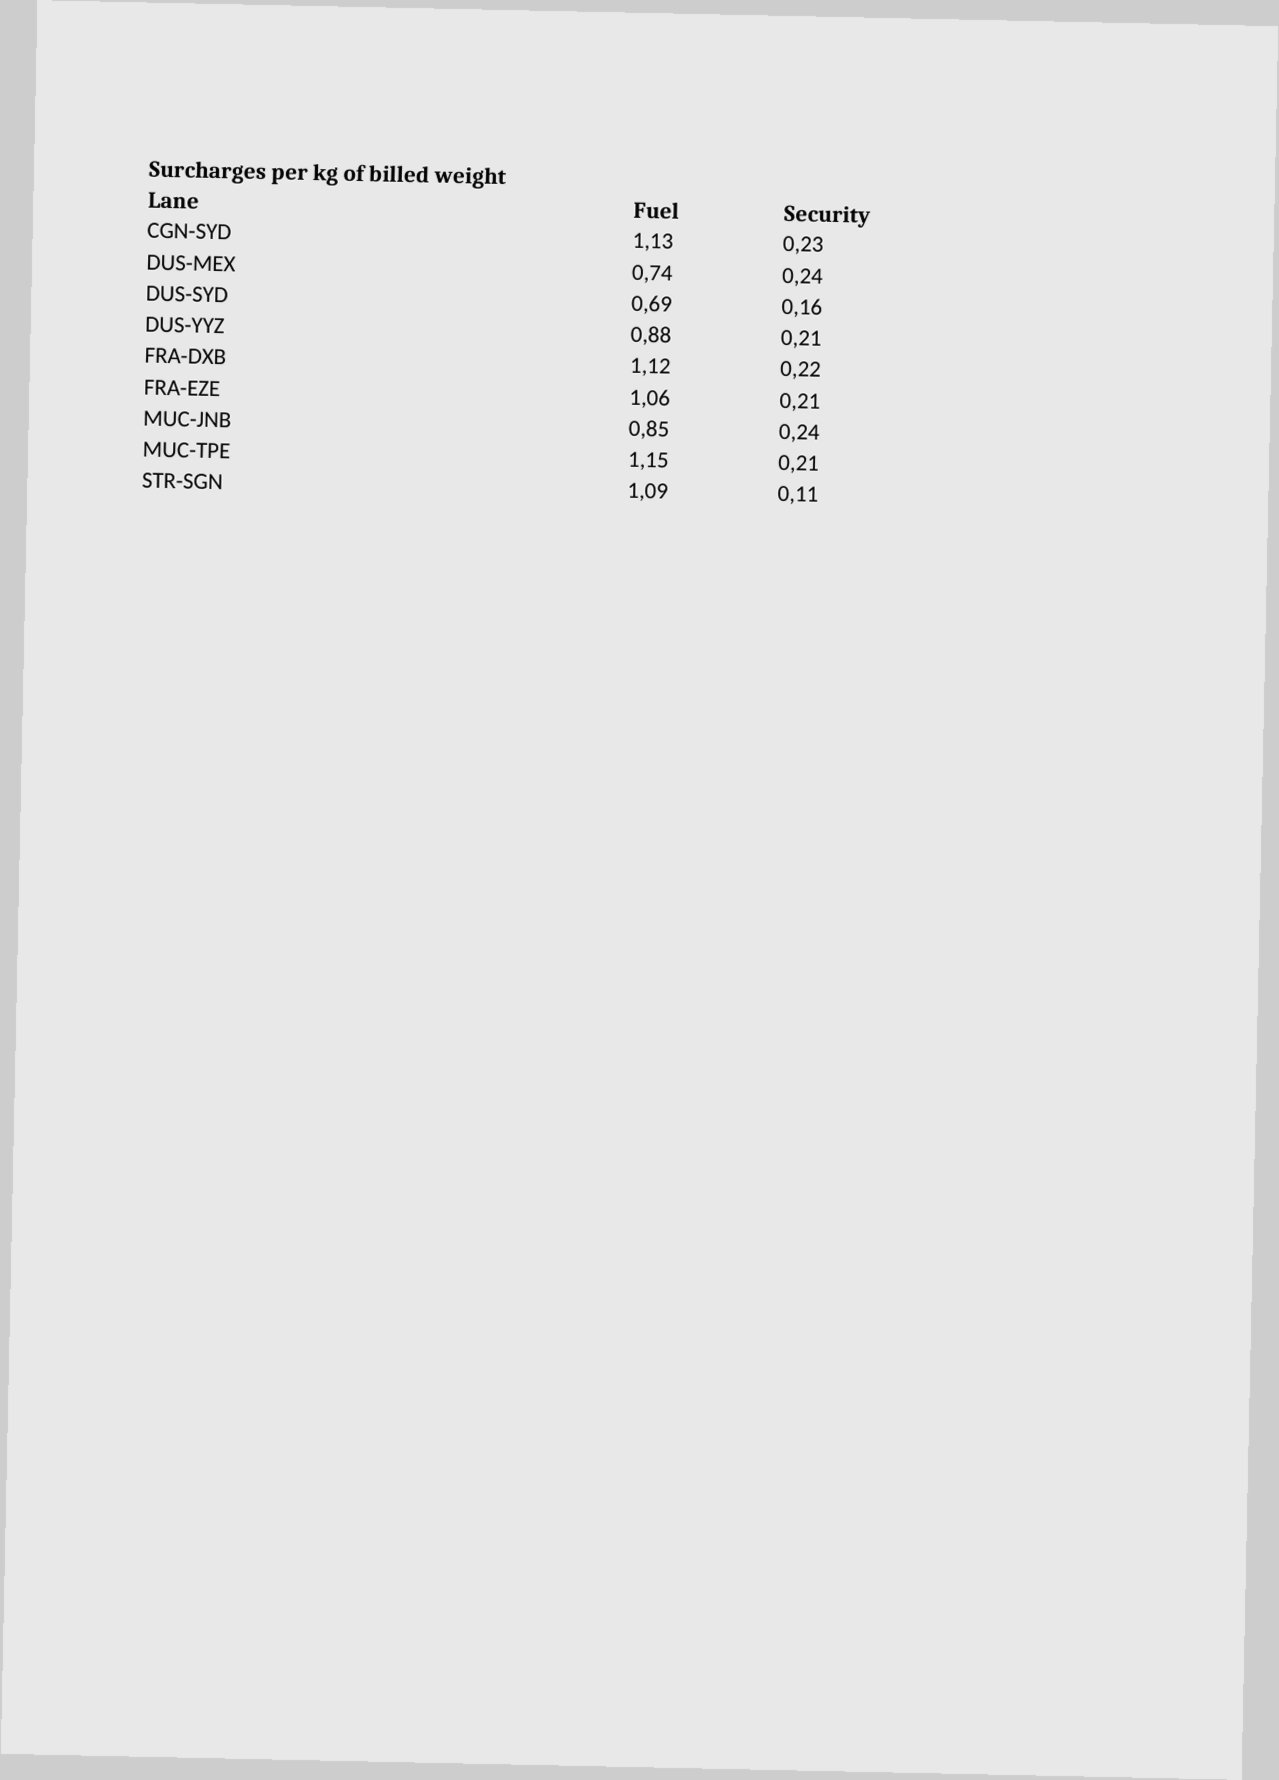 Surcharges per kg of billed weight
Lane Fuel Security
CGN-SYD 1,13 0,23
DUS-MEX 0,74 0,24
DUS-SYD 0,69 0,16
DUS-YYZ 0,88 0,21
FRA-DXB 1,12 0,22
FRA-EZE 1,06 0,21
MUC-JNB 0,85 0,24
MUC-TPE 1,15 0,21
STR-SGN 1,09 0,11